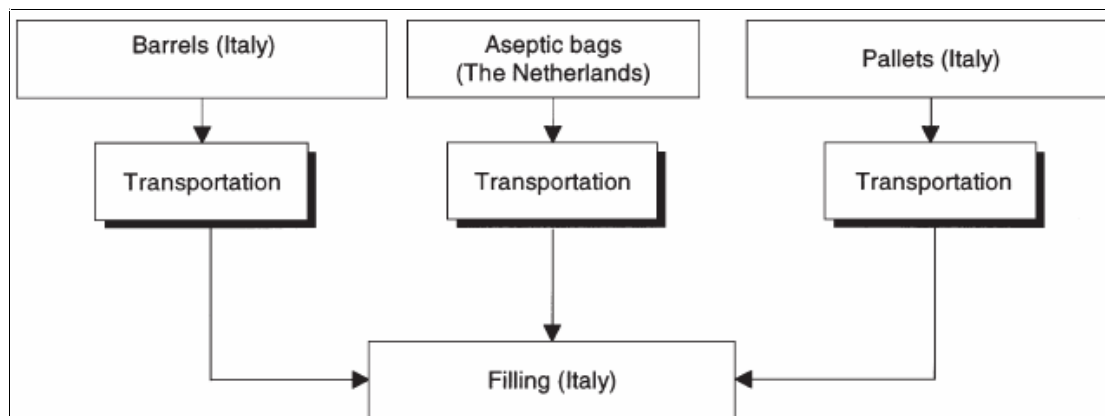 Barrels (Italy)
Aseptic bags
(The Netherlands)
Pallets (Italy)
Transportation
Transportation
Transportation
Filling (Italy)